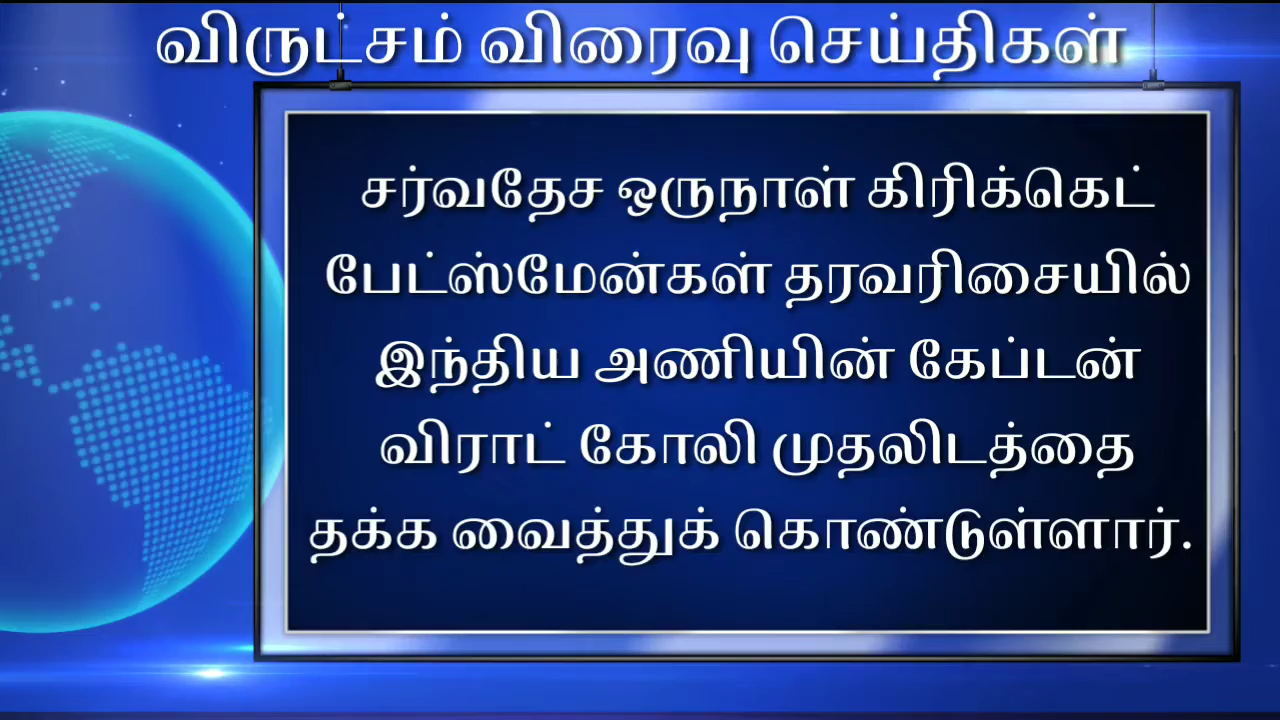 விருட்சம் விரைவு செய்திகள்
சர்வதேச ஒருநாள் கிரிக்கெட்
பேட்ஸ்மேன்கள் தரவரிசையில்
இந்திய அணியின் கேப்டன்
விராட் கோலி முதலிடத்தை
தக்க வைத்துக் கொண்டுள்ளார்.